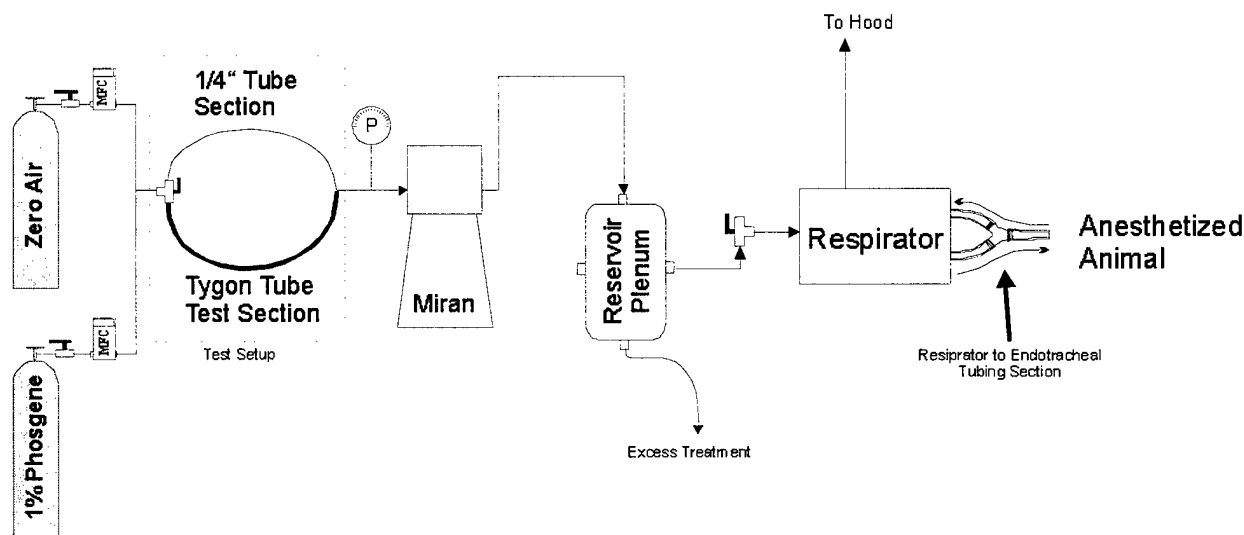 To Hood
MFC
1/4" Tube
Section
P
Zero Air
Tygon Tube
Test Section
Test Setup
Miran
Reservoir
Plenum
Respirator
Anesthetized
Animal
MFC
1% Phosgene
Resiprator to Endotracheal
Tubing Section
Excess Treatment